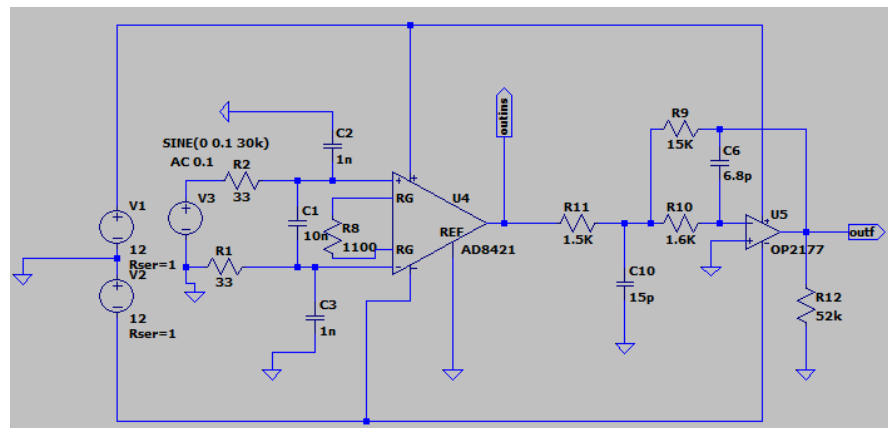 outins
R9
15K
C2
1n
C6
6.8p
SINE(0 0.1 30k)
AC 0.1
R2
33
U4
R11
1.5K
R10
1.6K
U5
OP2177
outf
V1
12
Rser=1
V3
C1
10n
R8
1100
RG
RG
REF
AD8421
R1
33
V2
12
Rser=1
C3
1n
C10
15p
R12
52k